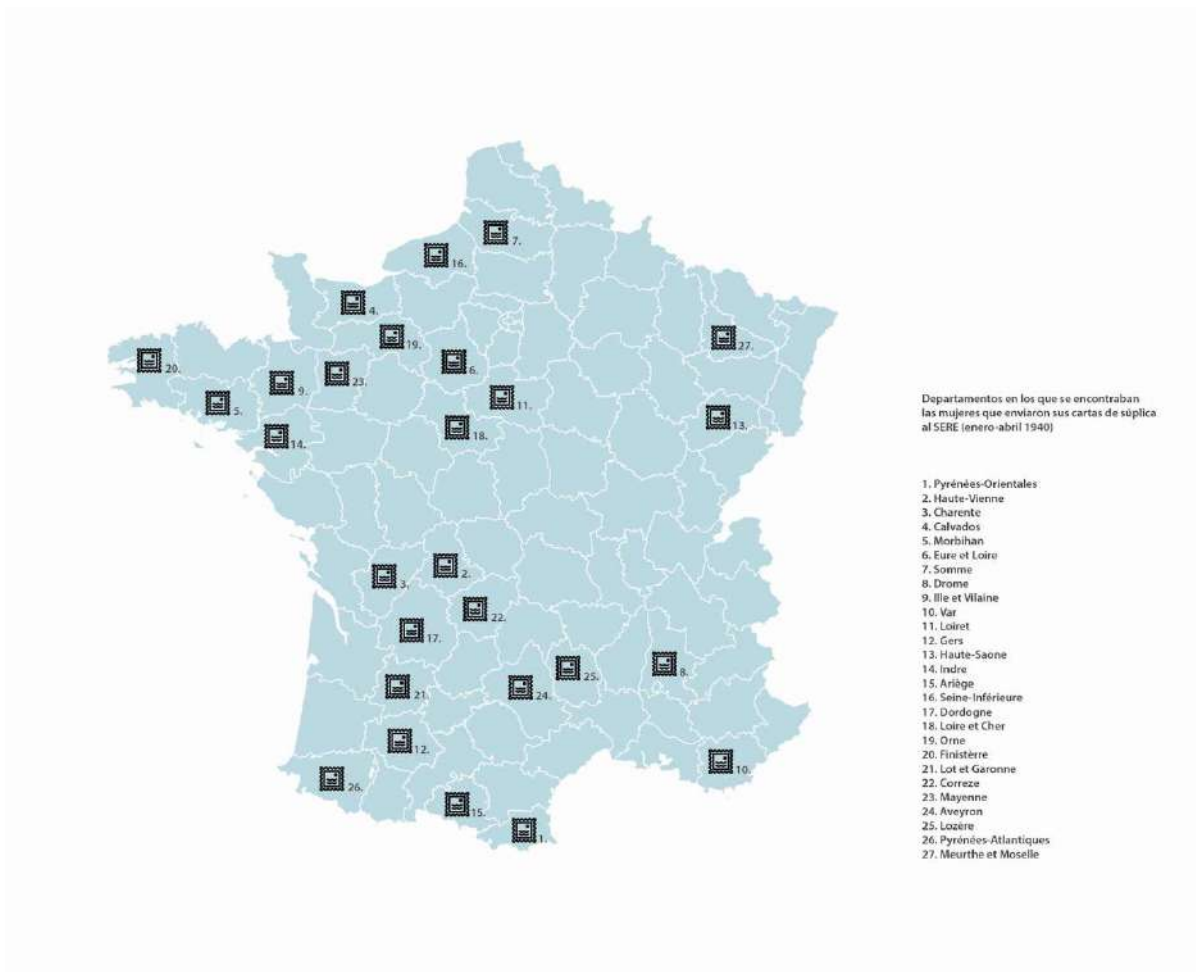 7.
16.
4.
19.
27.
20.
6.
23.
9.
11.
5.
13.
18.
14.
2.
3.
22.
17.
8.
25.
21.
24.
12.
10.
26.
15.
1.
Departamentos en los que se encontraban
las mujeres que enviaron sus cartas de súplica
al SERE (enero-abril 1940)
1. Pyrénées-Orientales
2. Haute-Vienne
3. Charente
4. Calvados
5. Morbihan
6. Eure et Loire
7. Somme
8. Drome
9. Ille et Vilaine
10. Var
11. Loiret
12. Gers
13. Haute-Saone
14. Indre
15. Ariège
16. Seine-Inférieure
17. Dordogne
18. Loire et Cher
19. Orne
20. Finistèrre
21. Lot et Garonne
22. Correze
23. Mayenne
24. Aveyron
25. Lozère
26. Pyrénées-Atlantiques
27. Meurthe et Moselle